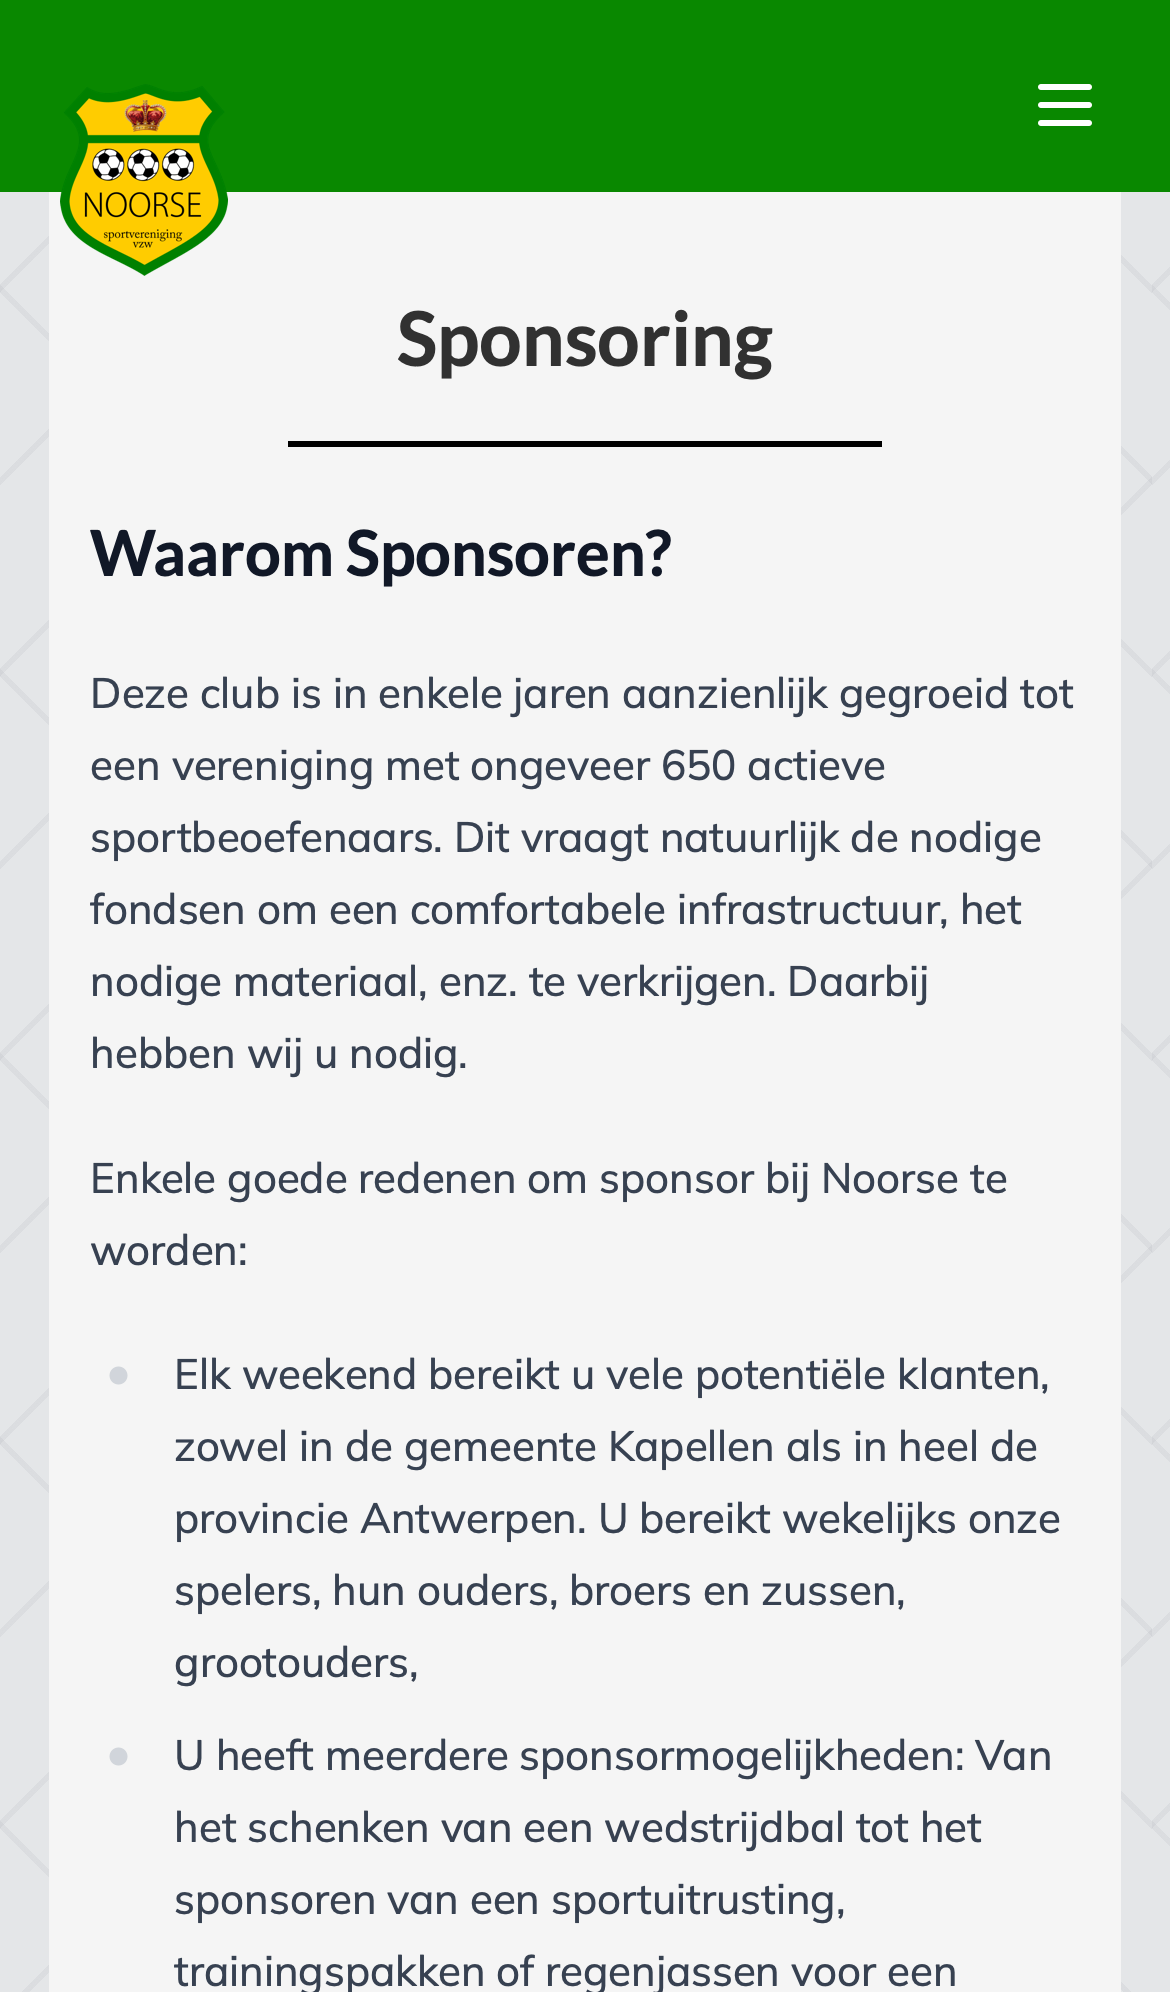 NOORSE
sportvereniging
vzw
Sponsoring
Waarom Sponsoren?
Deze club is in enkele jaren aanzienlijk gegroeid tot
een vereniging met ongeveer 650 actieve
sportbeoefenaars. Dit vraagt natuurlijk de nodige
fondsen om een comfortabele infrastructuur, het
nodige materiaal, enz. te verkrijgen. Daarbij
hebben wij u nodig.
Enkele goede redenen om sponsor bij Noorse te
worden:
Elk weekend bereikt u vele potentiële klanten,
zowel in de gemeente Kapellen als in heel de
provincie Antwerpen. U bereikt wekelijks onze
spelers, hun ouders, broers en zussen,
grootouders,
U heeft meerdere sponsormogelijkheden: Van
het schenken van een wedstrijdbal tot het
sponsoren van een sportuitrusting,
trainingspakken of regenjassen voor een